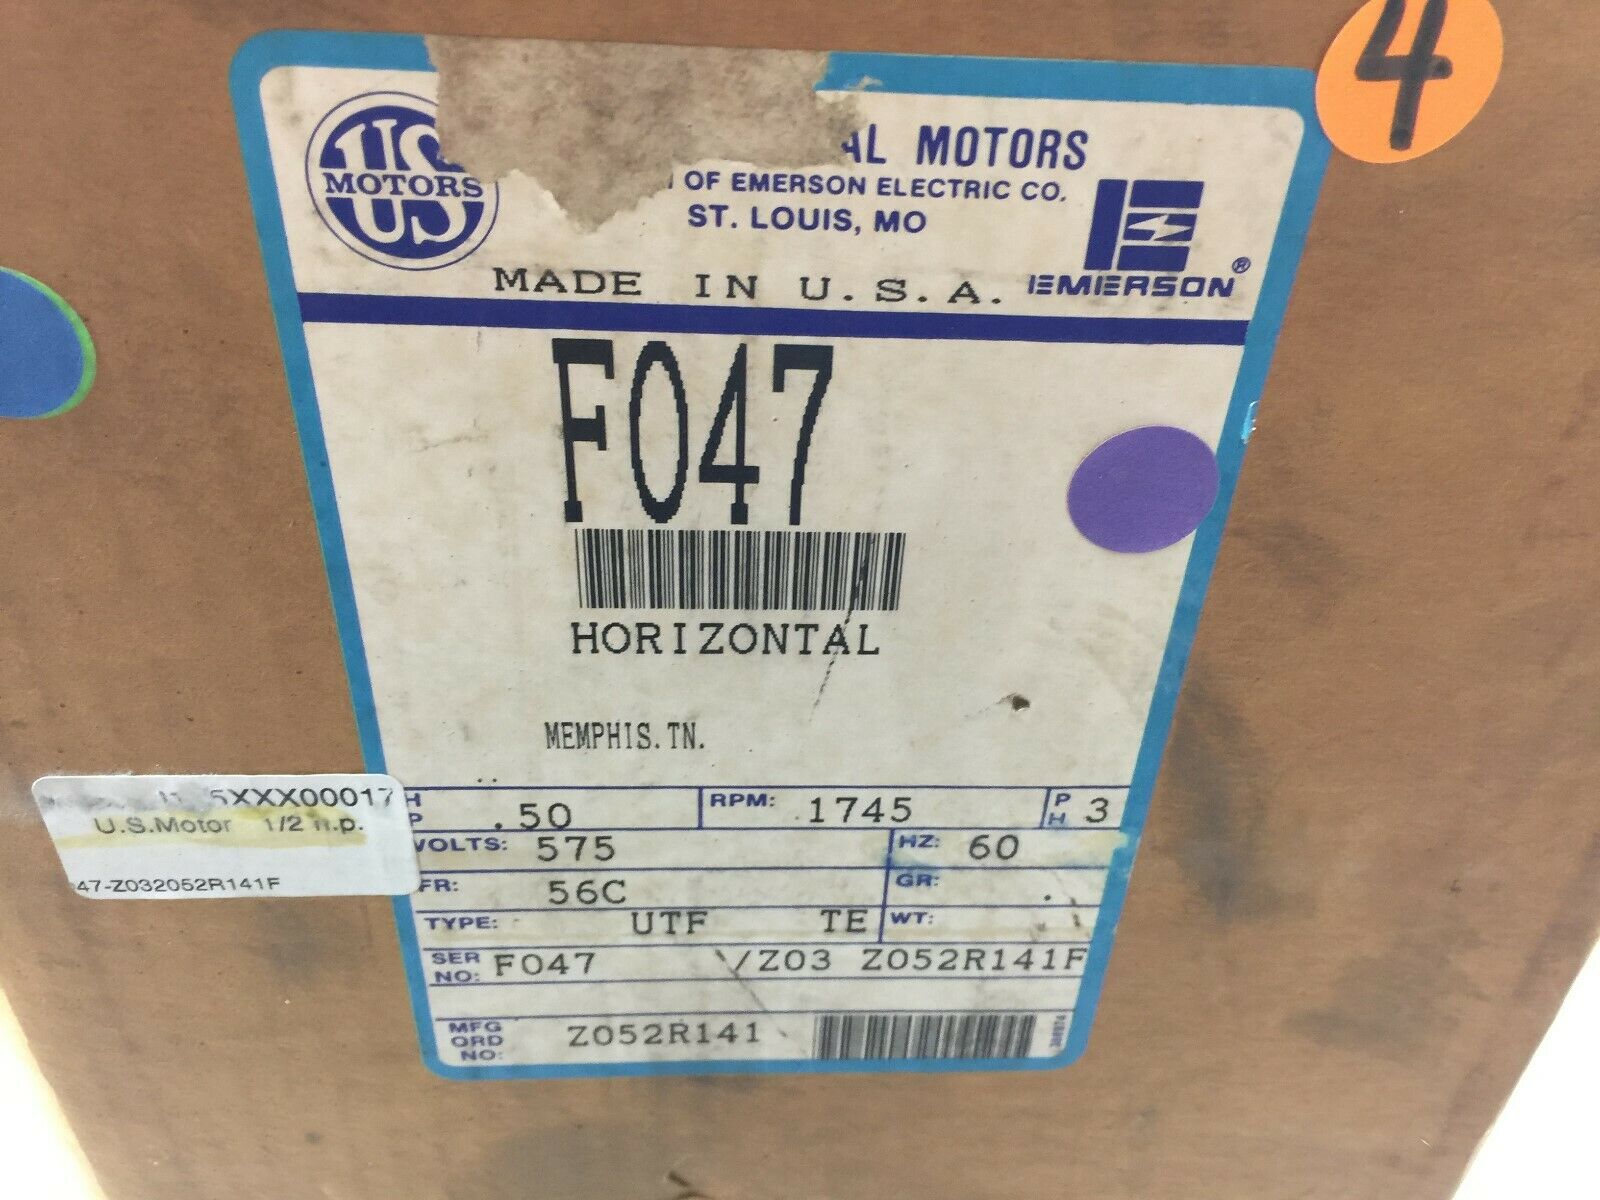 4
US
MOTORS
AL MOTORS
OF EMERSON ELECTRIC CO.
ST. LOUIS, MO
EMERSON®
MADE IN U.S.A.
F047
HORIZONTAL
MEMPHIS.TN.
HP .50 RPM: 1745 PH 3
VOLTS: 575 HZ: 60
FR: 56C GR: .
TYPE: UTF TE WT:
SER NO: F047 /Z03 Z052R141F
MFG ORD NO: Z052R141
5XXX00017
U.S.Motor 1/2 h.p.
47-Z032052R141F